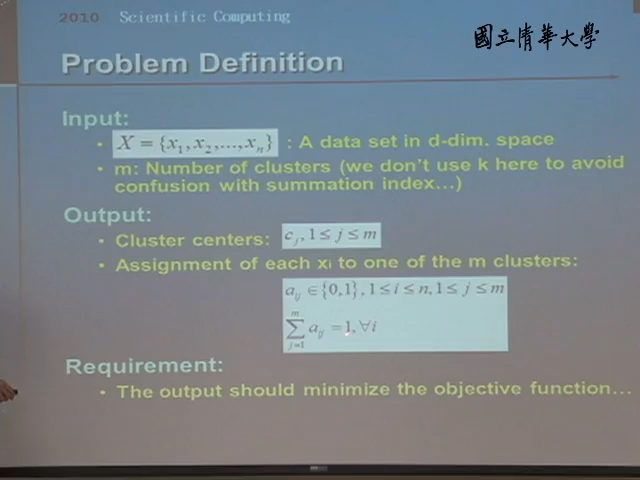 2010 Scientific Computing
國立清華大學
Problem Definition
Input:
• X = {x₁, x₂, ..., xₙ} : A data set in d-dim. space
• m: Number of clusters (we don't use k here to avoid
confusion with summation index...)
Output:
• Cluster centers: cⱼ, 1 ≤ j ≤ m
• Assignment of each xᵢ to one of the m clusters:
aᵢⱼ ∈ {0,1}, 1 ≤ i ≤ n, 1 ≤ j ≤ m
∑ⱼ₌₁ᵐ aᵢⱼ = 1, ∀i
Requirement:
• The output should minimize the objective function...